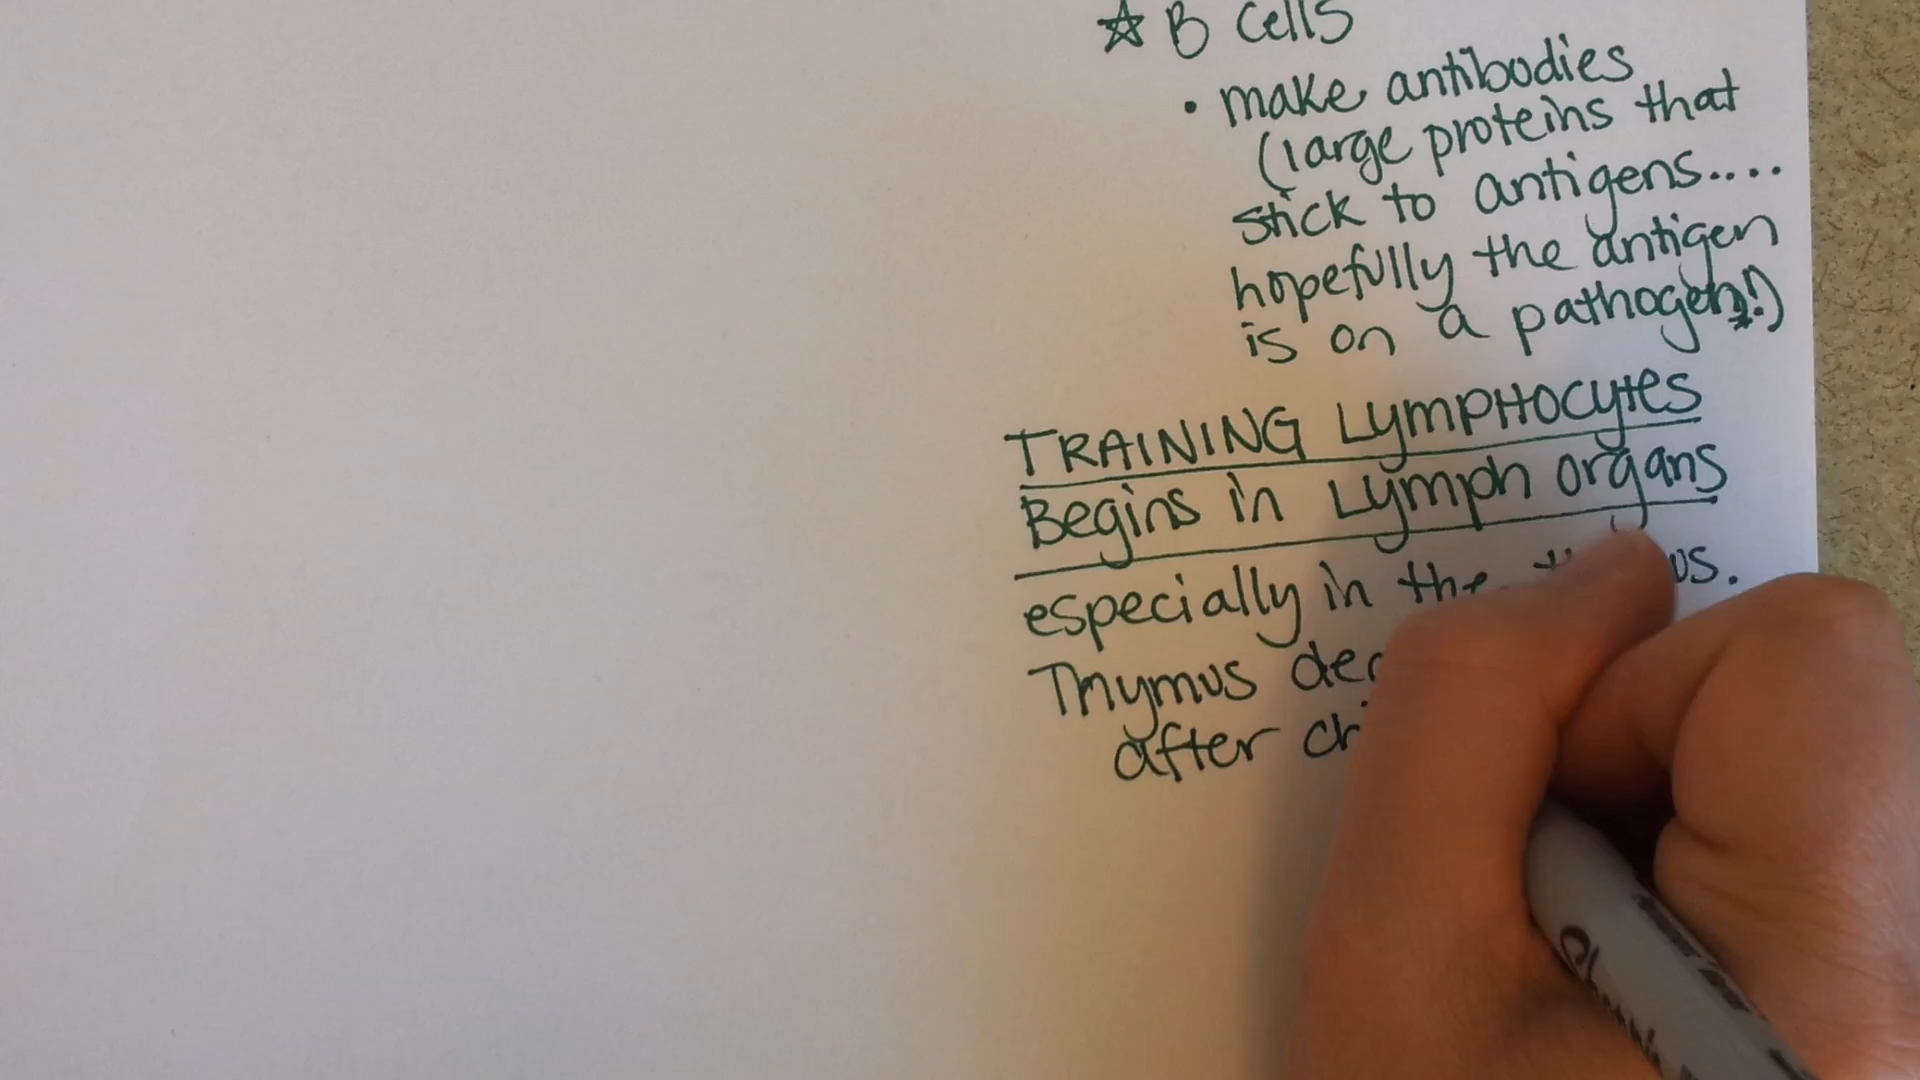 ☆ B cells
• make antibodies
(large proteins that
stick to antigens....
hopefully the antigen
is on a pathogen!)
TRAINING LYMPHOCYTES
Begins in Lymph organs
especially in the
Thymus
after